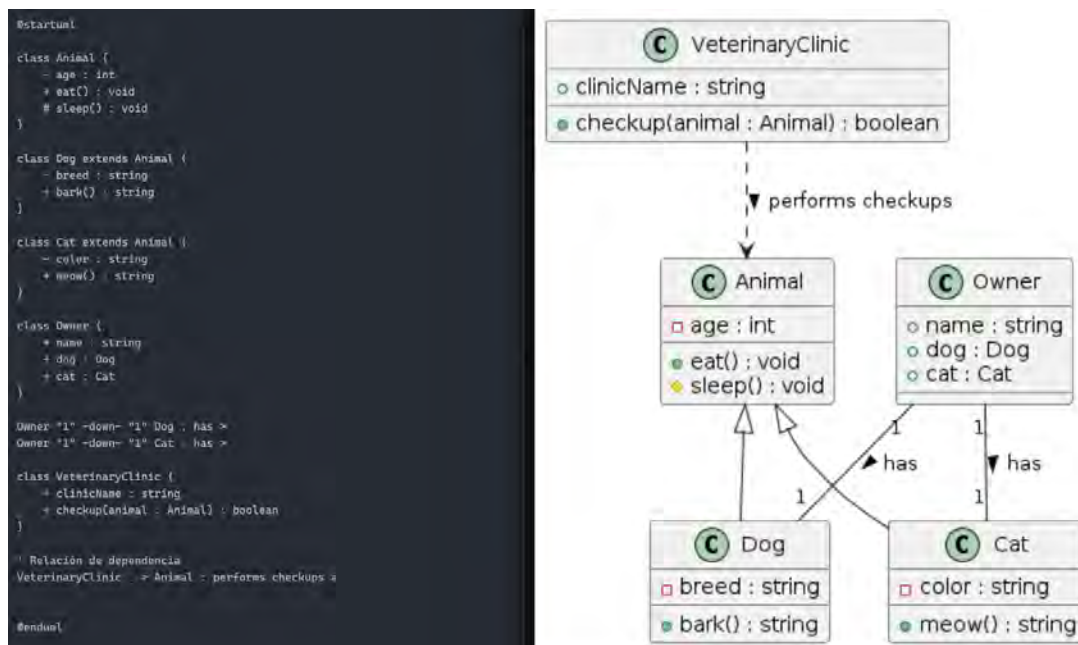 @startuml
class Animal {
- age : int
+ eat() : void
# sleep() : void
}
class Dog extends Animal {
- breed : string
+ bark() : string
}
class Cat extends Animal {
- color : string
+ meow() : string
}
class Owner {
+ name : string
+ dog : Dog
+ cat : Cat
}
Owner "1" -down- "1" Dog : has >
Owner "1" -down- "1" Cat : has >
class VeterinaryClinic {
+ clinicName : string
+ checkup(animal : Animal) : boolean
}
' Relación de dependencia
VeterinaryClinic > Animal : performs checkups
@enduml
C VeterinaryClinic
clinicName : string
checkup(animal : Animal) : boolean
performs checkups
C Animal
age : int
eat() : void
sleep() : void
C Owner
name : string
dog : Dog
cat : Cat
1
1
has
has
1
1
C Dog
breed : string
bark() : string
C Cat
color : string
meow() : string